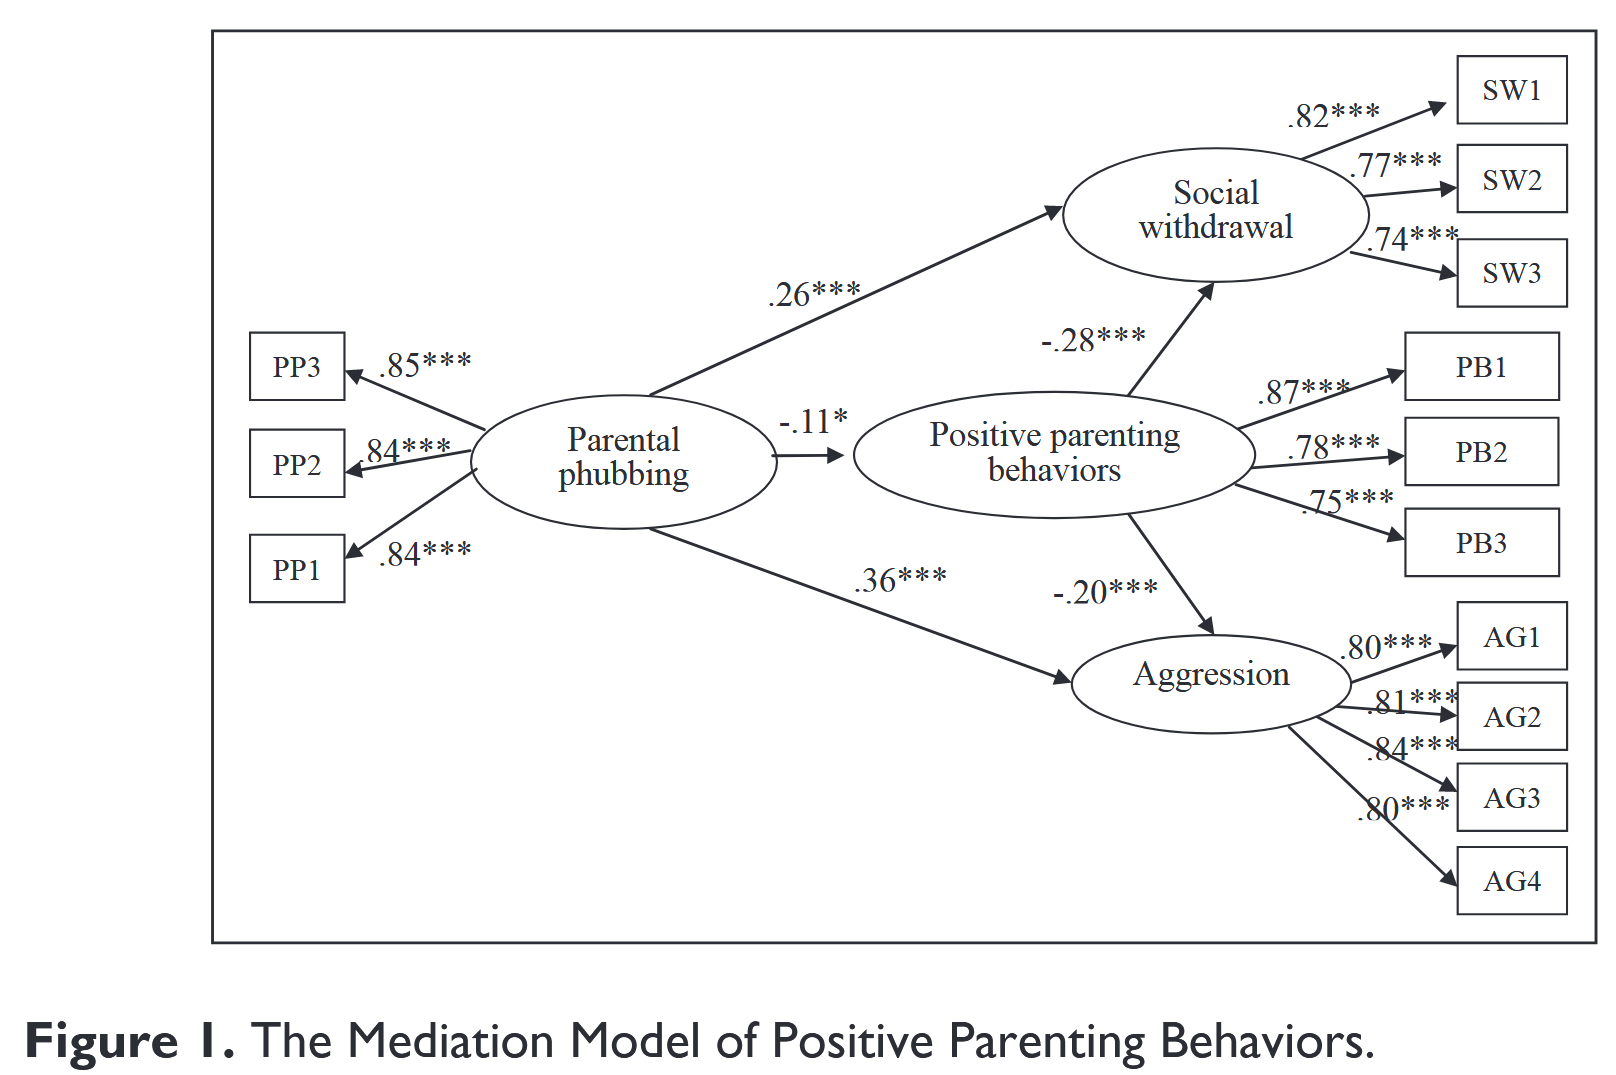 SW1
.82***
.77***
SW2
Social
withdrawal
.74***
SW3
.26***
-.28***
PP3
.85***
PB1
.87***
-.11*
Parental
phubbing
Positive parenting
behaviors
.84***
PP2
.78***
PB2
.75***
PB3
.84***
PP1
.36***
-.20***
AG1
.80***
Aggression
.81***
AG2
.84***
AG3
.80***
AG4
Figure 1. The Mediation Model of Positive Parenting Behaviors.